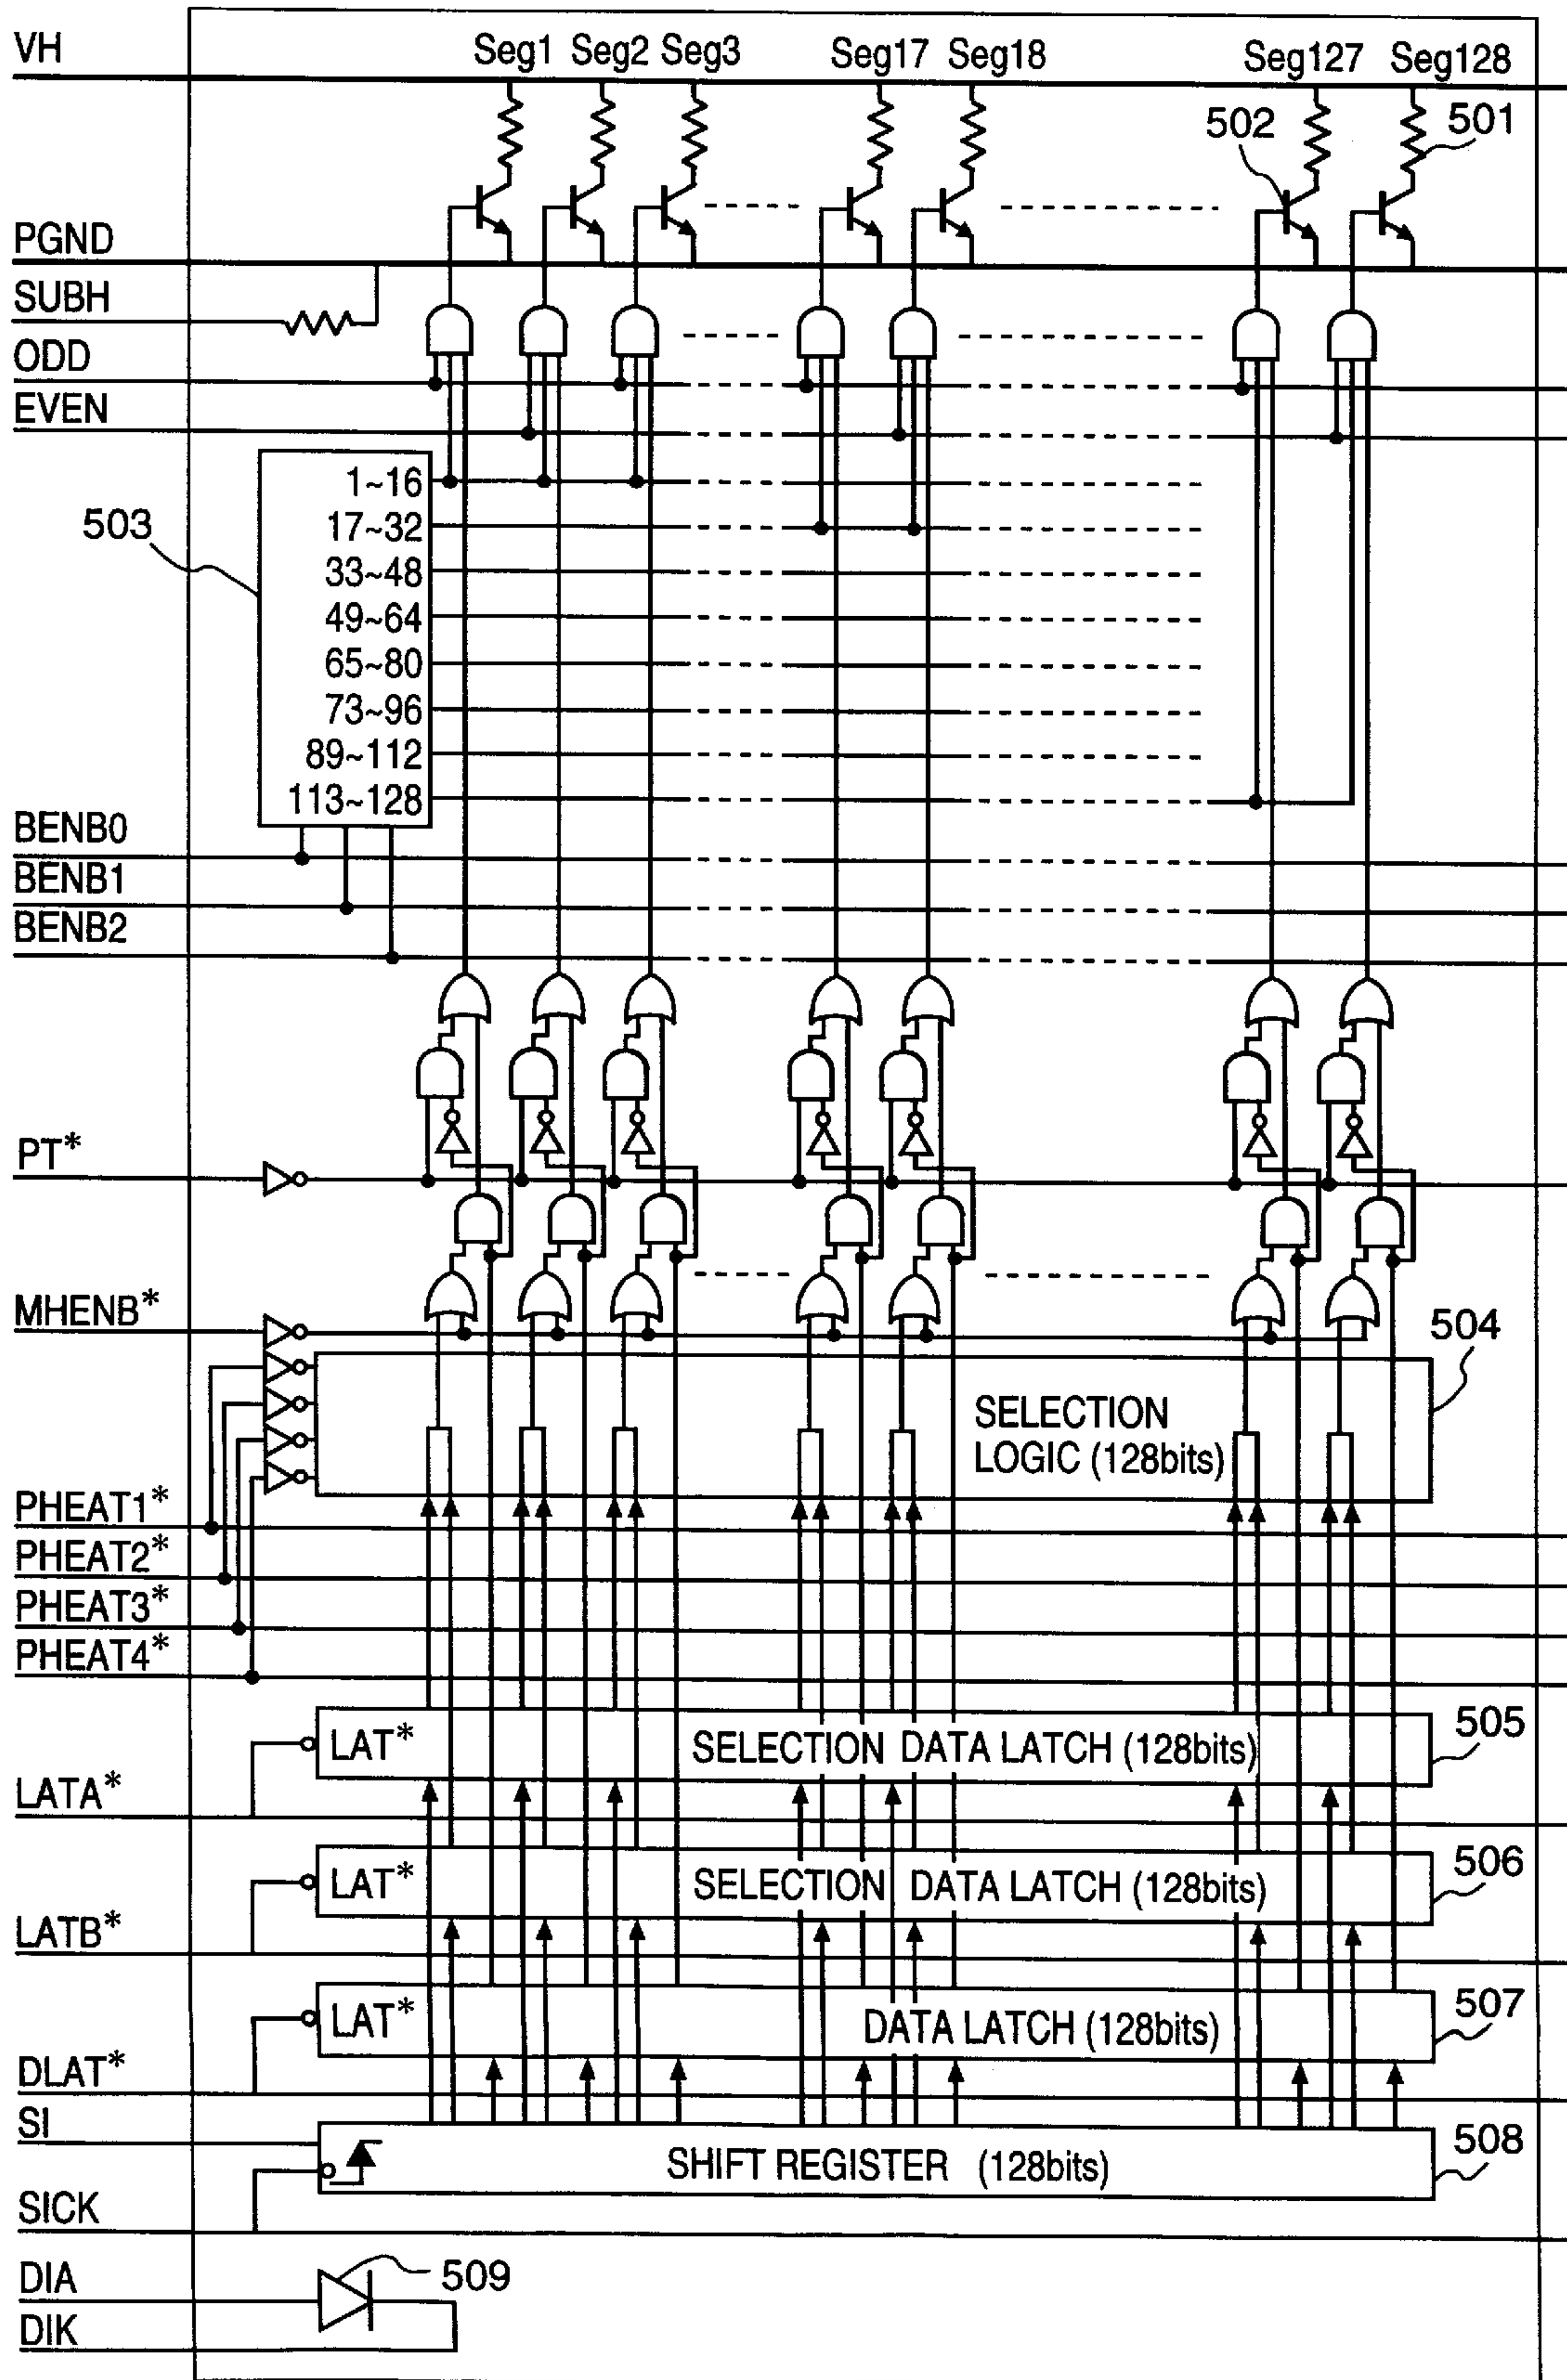 VH
Seg1 Seg2 Seg3 Seg17 Seg18 Seg127 Seg128
502
501
PGND
SUBH
ODD
EVEN
503
1~16
17~32
33~48
49~64
65~80
73~96
89~112
113~128
BENB0
BENB1
BENB2
PT*
MHENB*
504
SELECTION
LOGIC (128bits)
PHEAT1*
PHEAT2*
PHEAT3*
PHEAT4*
LAT* SELECTION DATA LATCH (128bits)
505
LATA*
LAT* SELECTION DATA LATCH (128bits)
506
LATB*
LAT* DATA LATCH (128bits)
507
DLAT*
SI
SHIFT REGISTER (128bits)
508
SICK
DIA
509
DIK